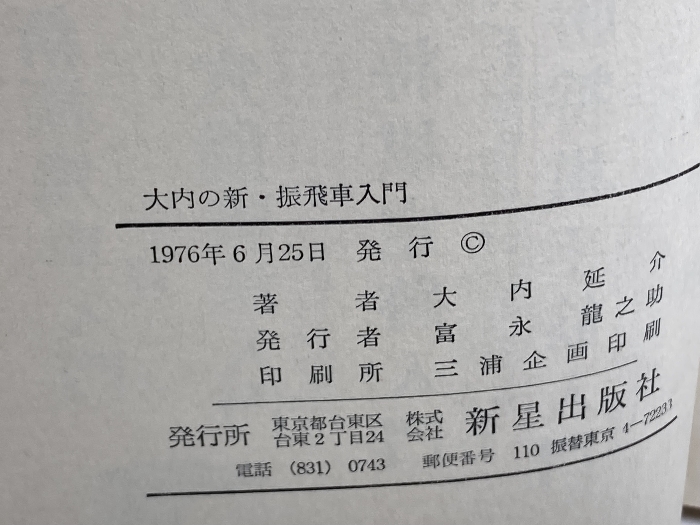 大内の新・振飛車入門
1976年6月25日 発行 ©
著者 大内延介
発行者 富永龍之助
印刷所 三浦企画印刷
発行所 東京都台東区台東2丁目24 株式会社 新星出版社
電話 (831) 0743 郵便番号 110 振替東京 4―72233